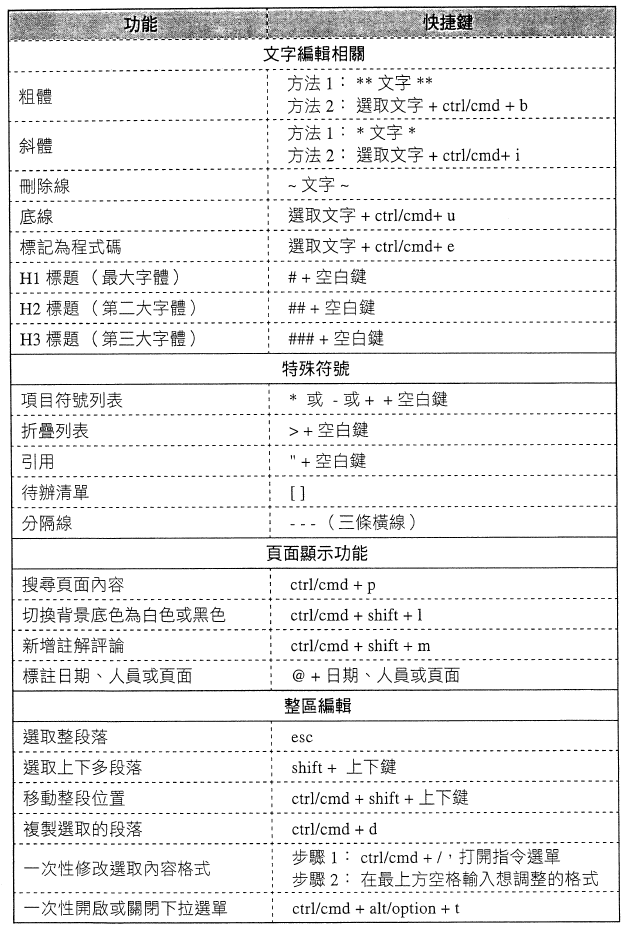 功能 快捷鍵
文字編輯相關
粗體 方法 1： ** 文字 **
方法 2： 選取文字 + ctrl/cmd + b
斜體 方法 1： * 文字 *
方法 2： 選取文字 + ctrl/cmd+ i
刪除線 ~ 文字 ~
底線 選取文字 + ctrl/cmd+ u
標記為程式碼 選取文字 + ctrl/cmd+ e
H1 標題 （最大字體） # + 空白鍵
H2 標題 （第二大字體） ## + 空白鍵
H3 標題 （第三大字體） ### + 空白鍵
特殊符號
項目符號列表 * 或 - 或 + + 空白鍵
折疊列表 > + 空白鍵
引用 " + 空白鍵
待辦清單 [ ]
分隔線 - - - （三條橫線）
頁面顯示功能
搜尋頁面內容 ctrl/cmd + p
切換背景底色為白色或黑色 ctrl/cmd + shift + l
新增註解評論 ctrl/cmd + shift + m
標註日期、人員或頁面 @ + 日期、人員或頁面
整區編輯
選取整段落 esc
選取上下多段落 shift + 上下鍵
移動整段位置 ctrl/cmd + shift + 上下鍵
複製選取的段落 ctrl/cmd + d
一次性修改選取內容格式 步驟 1： ctrl/cmd + /，打開指令選單
步驟 2： 在最上方空格輸入想調整的格式
一次性開啟或關閉下拉選單 ctrl/cmd + alt/option + t